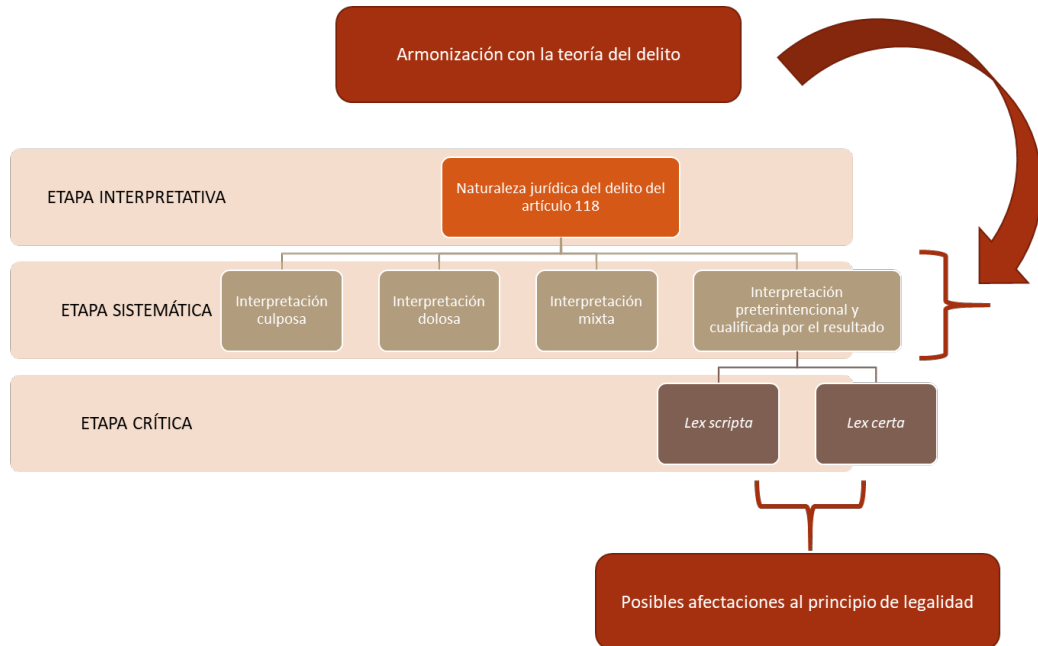 Armonización con la teoría del delito
ETAPA INTERPRETATIVA
Naturaleza jurídica del delito del
artículo 118
ETAPA SISTEMÁTICA
Interpretación
culposa
Interpretación
dolosa
Interpretación
mixta
Interpretación
preterintencional y
cualificada por el resultado
ETAPA CRÍTICA
Lex scripta
Lex certa
Posibles afectaciones al principio de legalidad